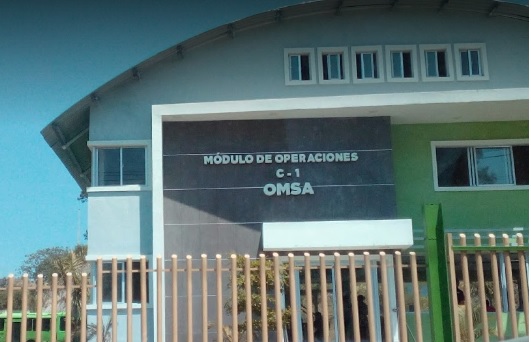 MÓDULO DE OPERACIONES
C-1
OMSA